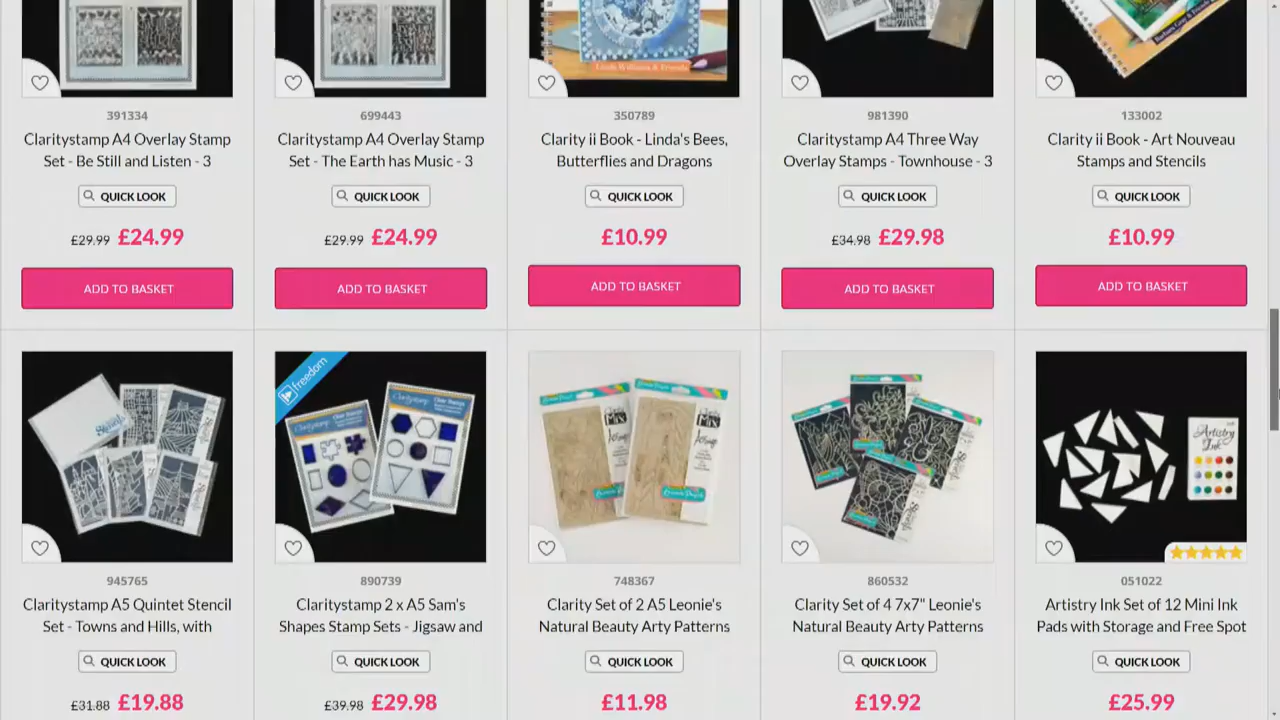 Linda Williams & Friends
391334
699443
350789
981390
133002
Claritystamp A4 Overlay Stamp
Set - Be Still and Listen - 3
Claritystamp A4 Overlay Stamp
Set - The Earth has Music - 3
Clarity ii Book - Linda's Bees,
Butterflies and Dragons
Claritystamp A4 Three Way
Overlay Stamps - Townhouse - 3
Clarity ii Book - Art Nouveau
Stamps and Stencils
QUICK LOOK
QUICK LOOK
QUICK LOOK
QUICK LOOK
QUICK LOOK
£29.99 £24.99
£29.99 £24.99
£10.99
£34.98 £29.98
£10.99
ADD TO BASKET
ADD TO BASKET
ADD TO BASKET
ADD TO BASKET
ADD TO BASKET
freedom
Artistry
Ink
945765
890739
748367
860532
051022
Claritystamp A5 Quintet Stencil
Set - Towns and Hills, with
Claritystamp 2 x A5 Sam's
Shapes Stamp Sets - Jigsaw and
Clarity Set of 2 A5 Leonie's
Natural Beauty Arty Patterns
Clarity Set of 4 7x7" Leonie's
Natural Beauty Arty Patterns
Artistry Ink Set of 12 Mini Ink
Pads with Storage and Free Spot
QUICK LOOK
QUICK LOOK
QUICK LOOK
QUICK LOOK
QUICK LOOK
£31.88 £19.88
£39.98 £29.98
£11.98
£19.92
£25.99